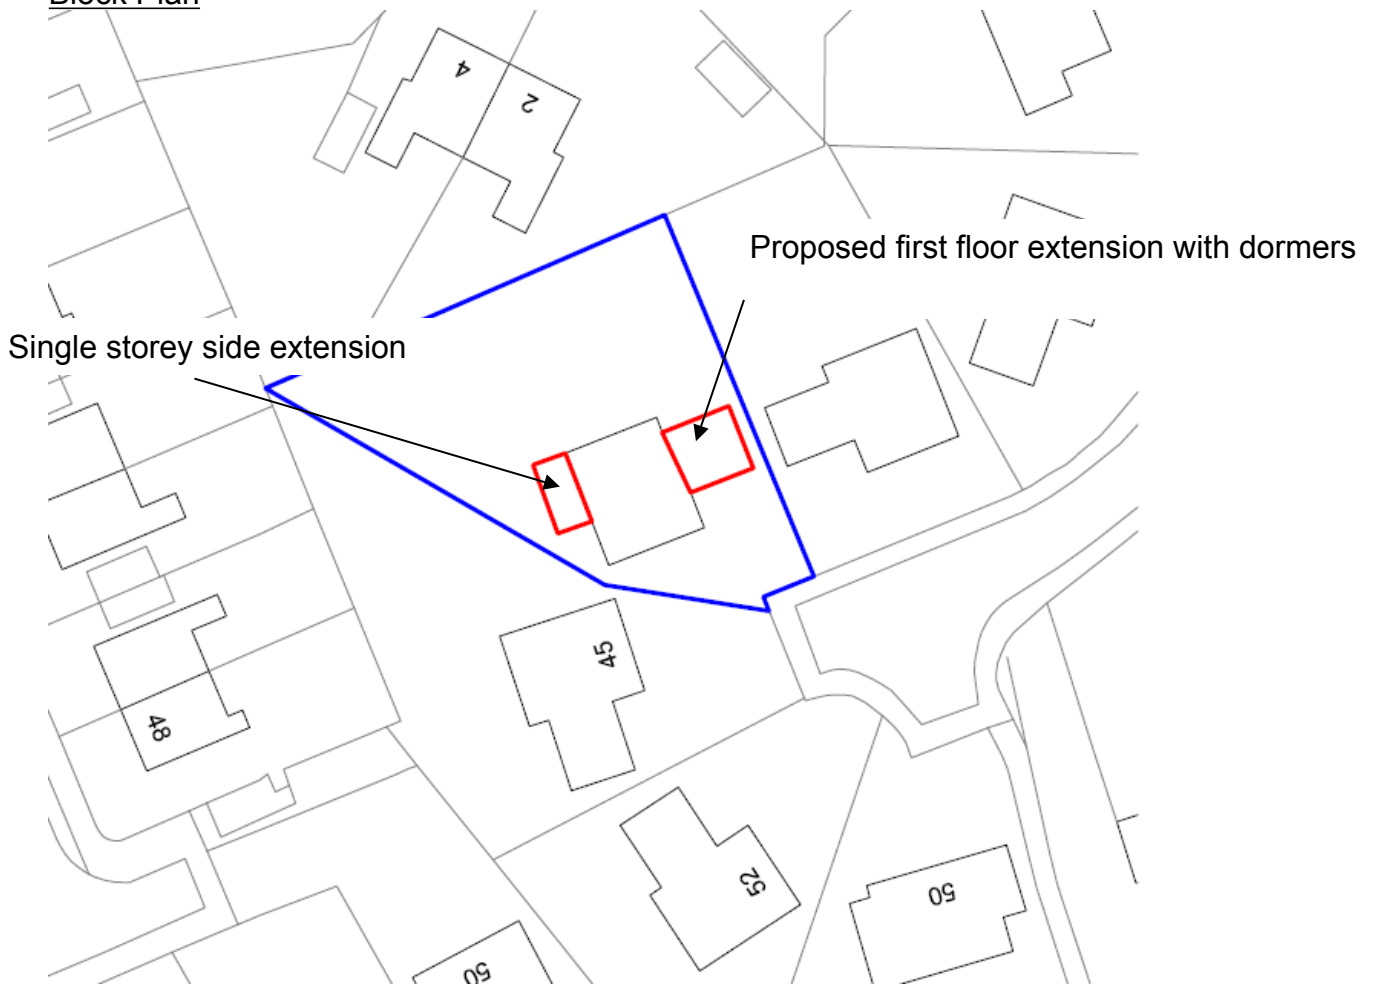 Block Plan
4
2
Proposed first floor extension with dormers
Single storey side extension
45
48
52
50
50